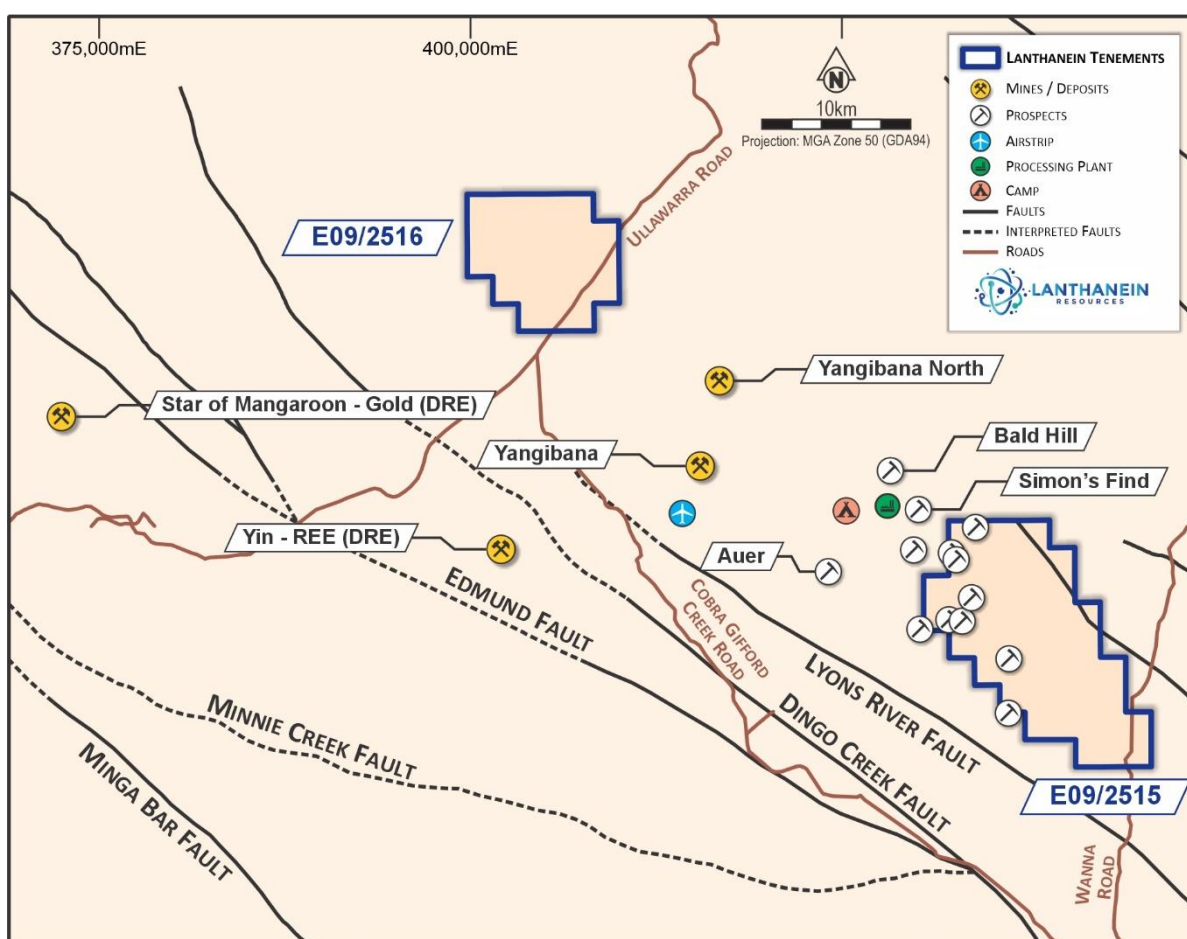 375,000mE
400,000mE
N
10km
Projection: MGA Zone 50 (GDA94)
LANTHANEIN TENEMENTS
MINES / DEPOSITS
PROSPECTS
AIRSTRIP
PROCESSING PLANT
CAMP
FAULTS
INTERPRETED FAULTS
ROADS
LANTHANEIN
RESOURCES
E09/2516
ULLAWARRA ROAD
Yangibana North
Star of Mangaroon - Gold (DRE)
Bald Hill
Yangibana
Simon's Find
Yin - REE (DRE)
Auer
EDMUND FAULT
COBRA GIFFORD
CREEK ROAD
LYONS RIVER FAULT
DINGO CREEK FAULT
MINNIE CREEK FAULT
MINGA BAR FAULT
E09/2515
WANNA
ROAD